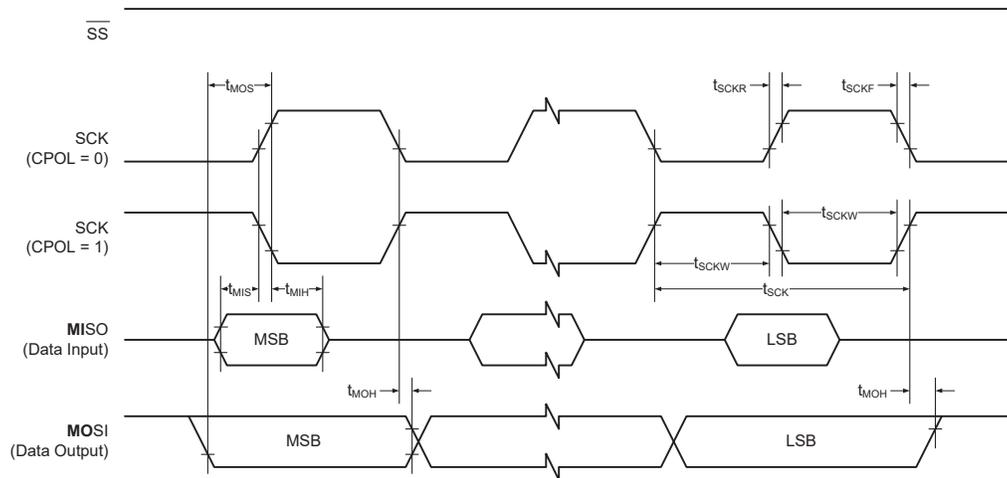 SS
tMOS
tSCKR
tSCKF
SCK
(CPOL = 0)
SCK
(CPOL = 1)
tSCKW
tSCKW
tSCK
tMIS
tMIH
MISO
(Data Input)
MSB
LSB
tMOH
tMOH
MOSI
(Data Output)
MSB
LSB